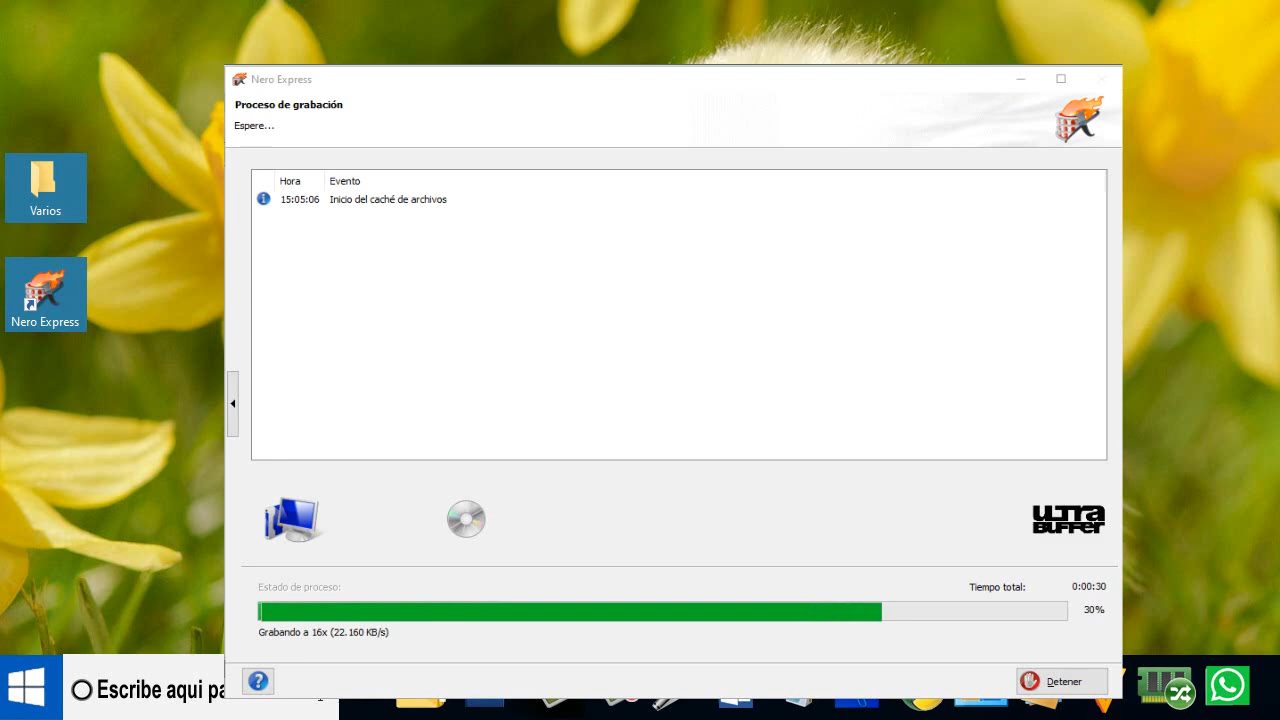 Nero Express
Proceso de grabación
Espere...
Hora Evento
15:05:06 Inicio del caché de archivos
Varios
Nero Express
ULTRA
BUFFER
Estado de proceso:
Tiempo total: 0:00:30
30%
Grabando a 16x (22.160 KB/s)
Detener
Escribe aqui pa